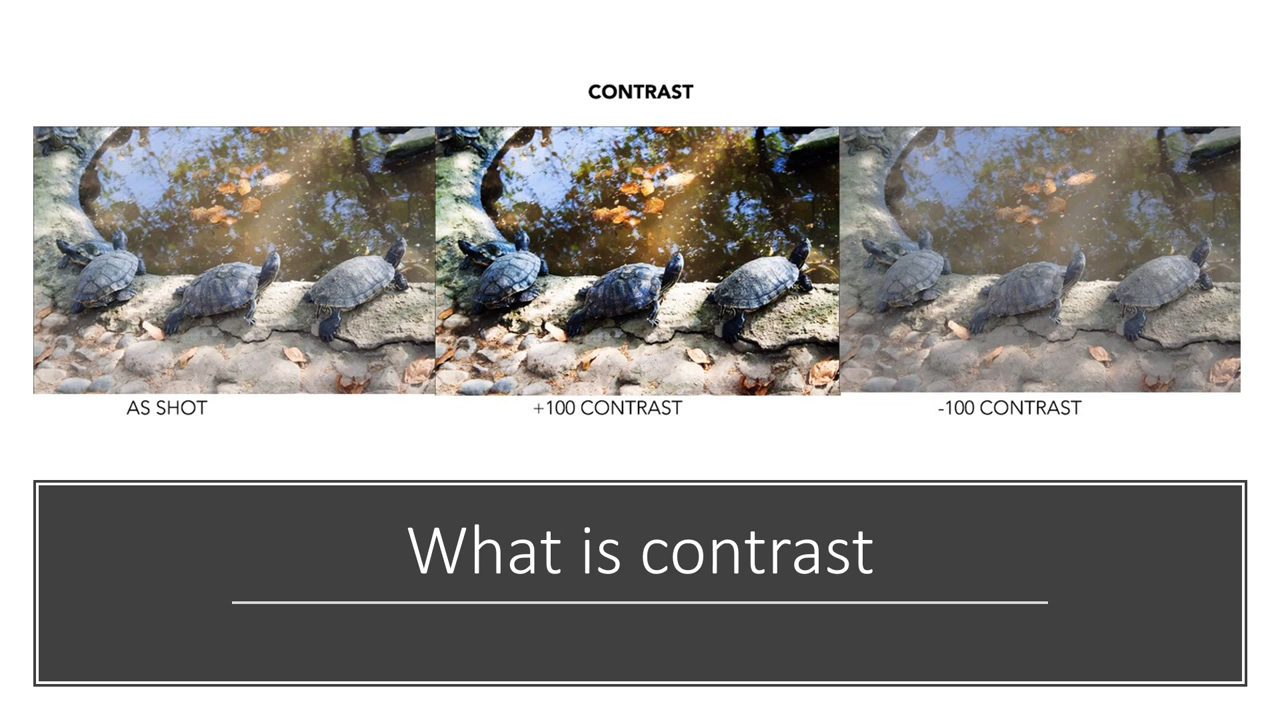 CONTRAST
AS SHOT
+100 CONTRAST
-100 CONTRAST
What is contrast